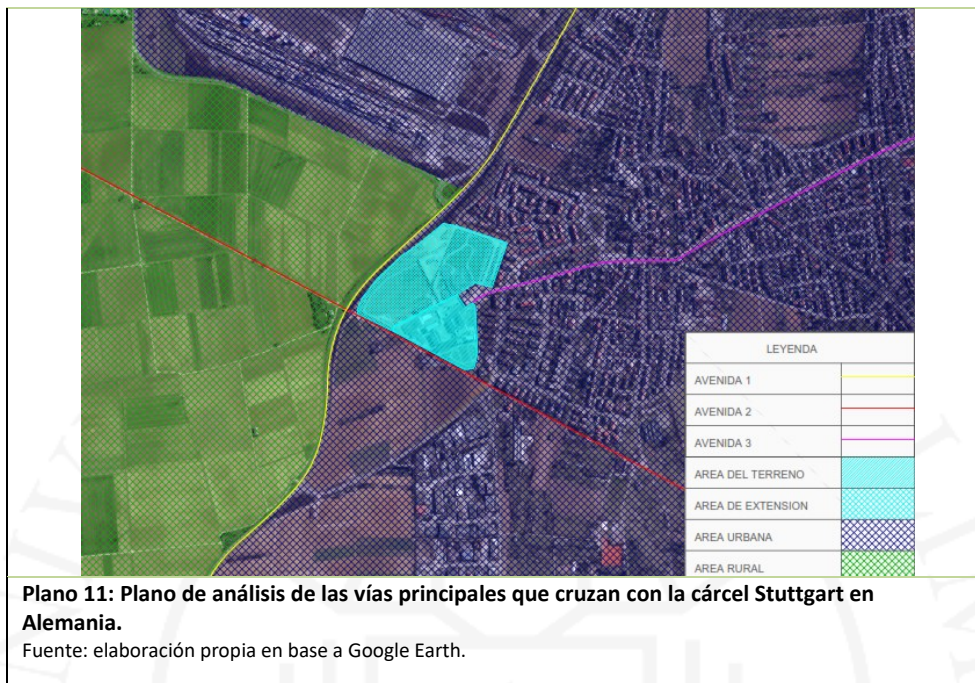 LEYENDA
AVENIDA 1
AVENIDA 2
AVENIDA 3
AREA DEL TERRENO
AREA DE EXTENSION
AREA URBANA
AREA RURAL
Plano 11: Plano de análisis de las vías principales que cruzan con la cárcel Stuttgart en
Alemania.
Fuente: elaboración propia en base a Google Earth.